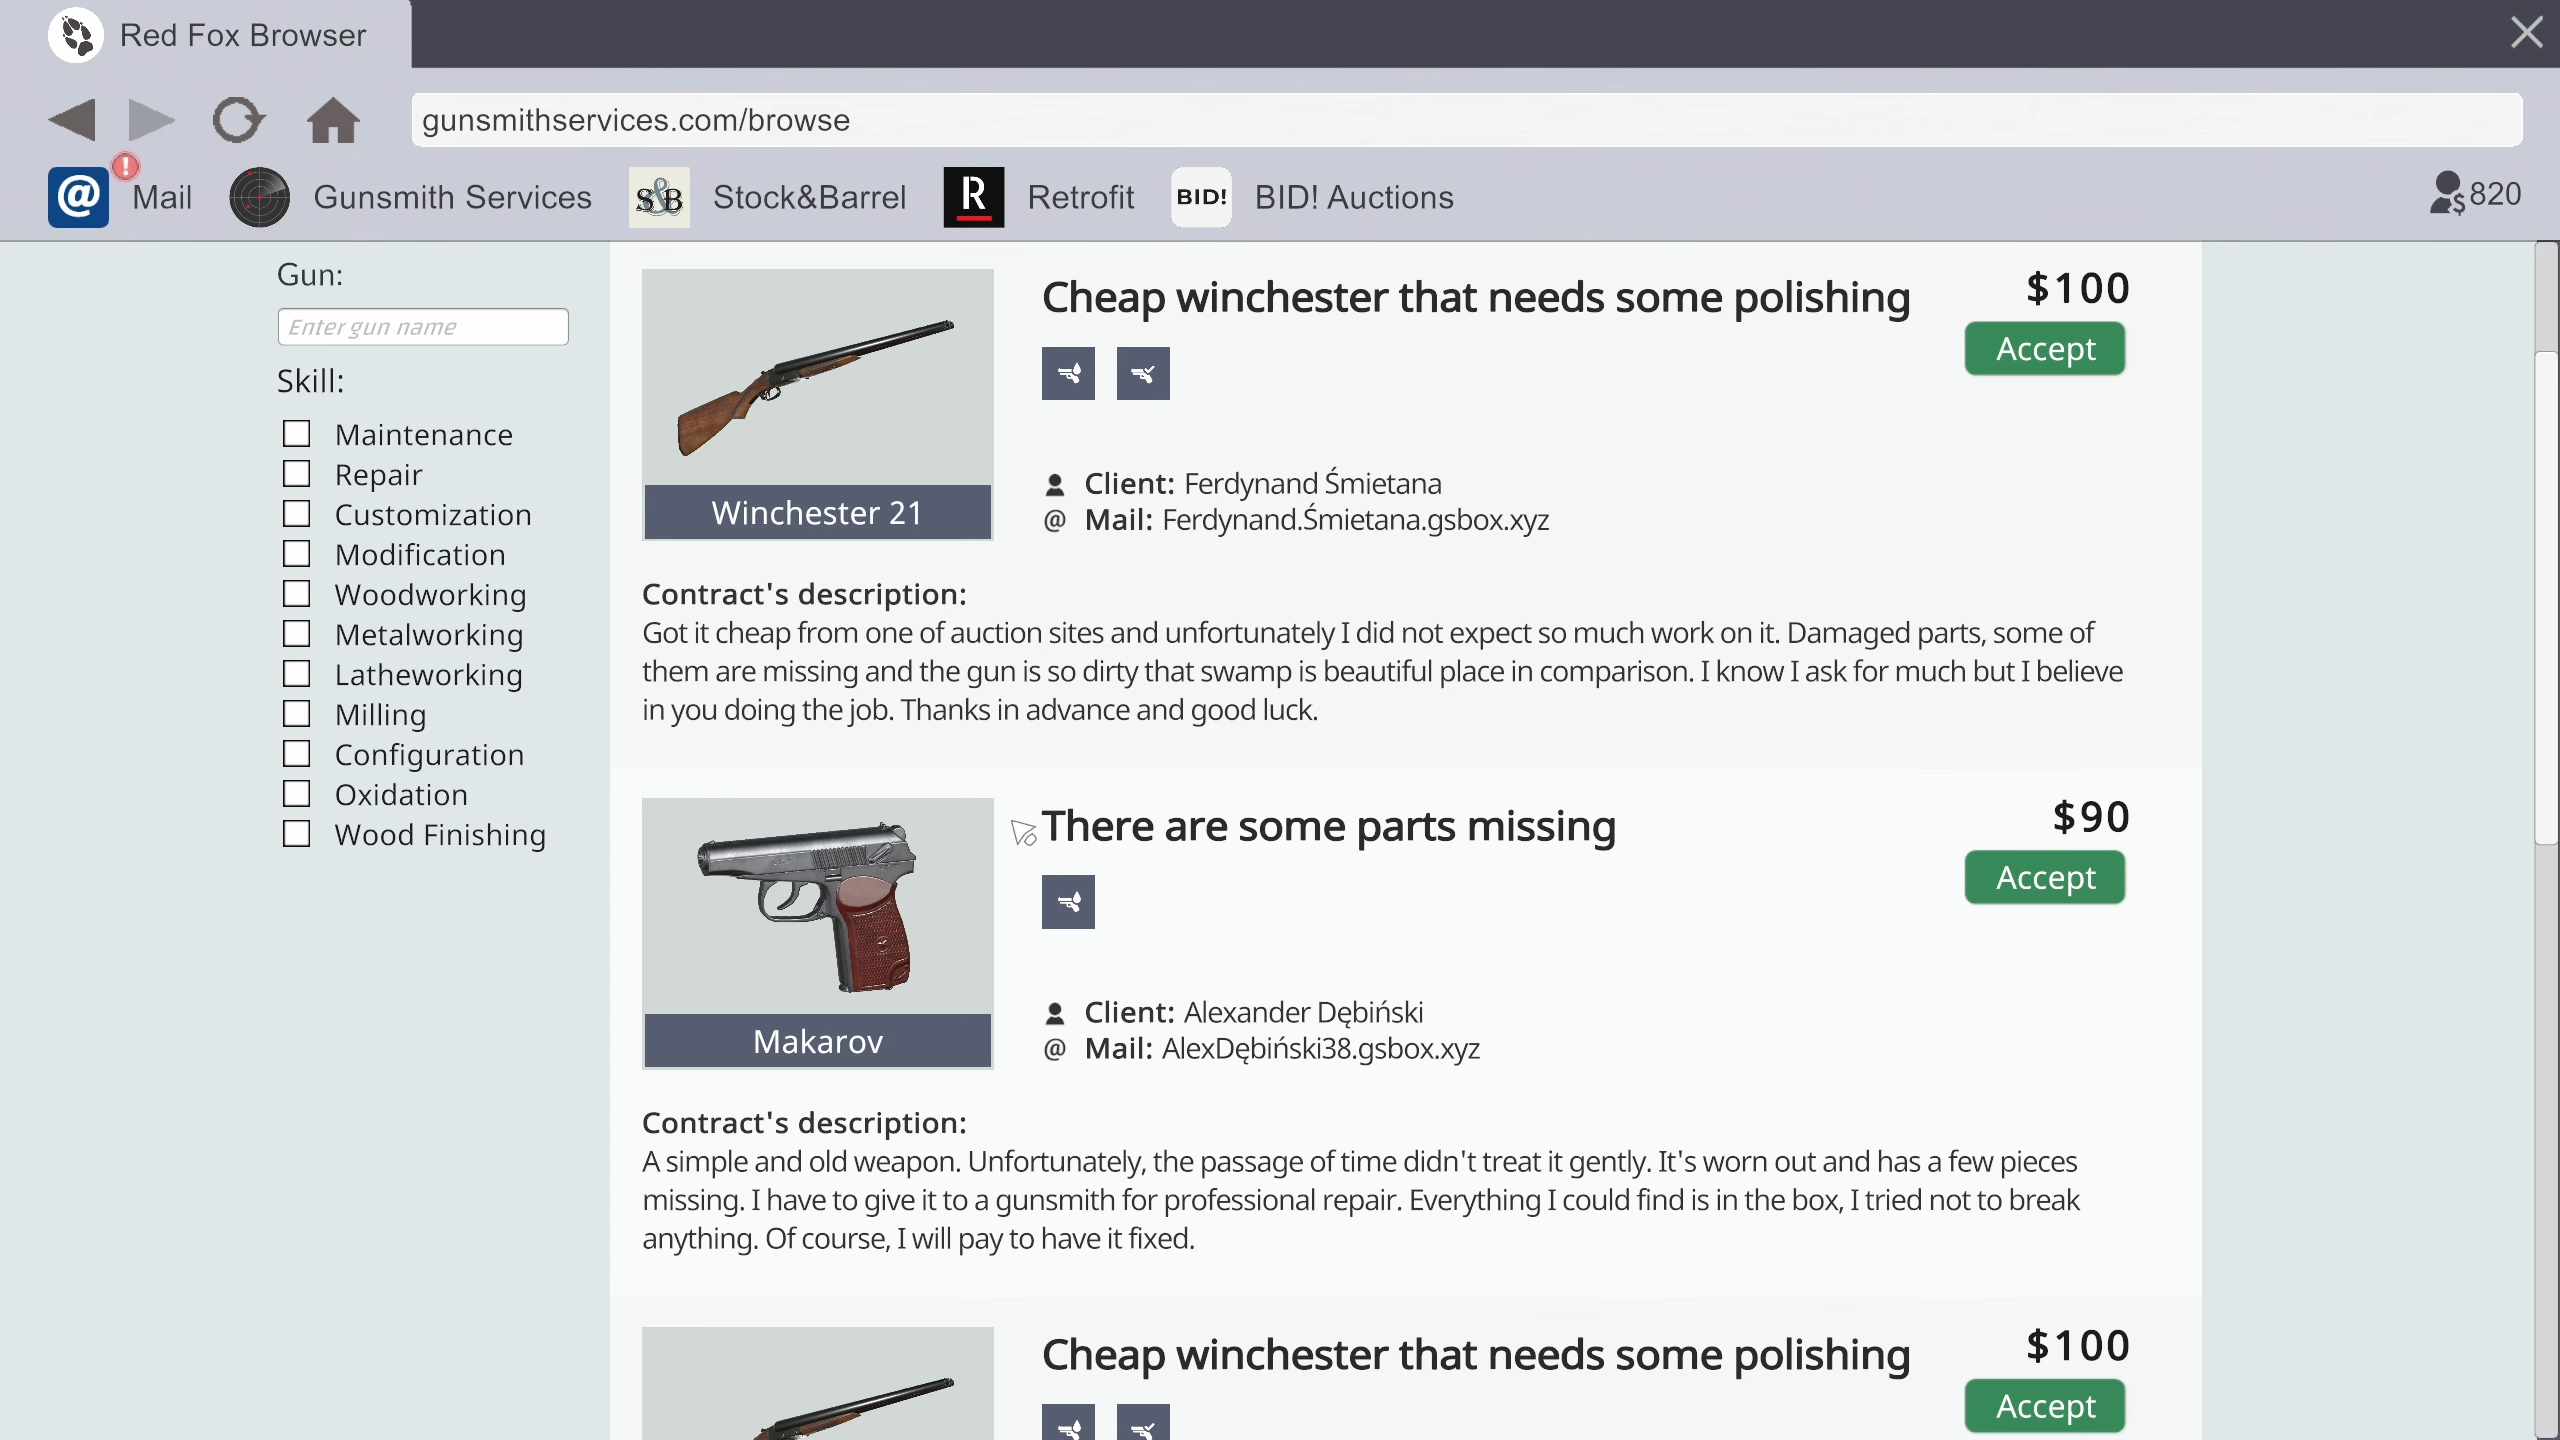 Red Fox Browser
gunsmithservices.com/browse
@ ! Mail Gunsmith Services S&B Stock&Barrel R Retrofit BID! BID! Auctions $ 820
Gun:
Enter gun name
Skill:
Maintenance
Repair
Customization
Modification
Woodworking
Metalworking
Latheworking
Milling
Configuration
Oxidation
Wood Finishing
Cheap winchester that needs some polishing
$100
Accept
Winchester 21
Client: Ferdynand Śmietana
@ Mail: Ferdynand.Śmietana.gsbox.xyz
Contract's description:
Got it cheap from one of auction sites and unfortunately I did not expect so much work on it. Damaged parts, some of
them are missing and the gun is so dirty that swamp is beautiful place in comparison. I know I ask for much but I believe
in you doing the job. Thanks in advance and good luck.
There are some parts missing
$90
Accept
Makarov
Client: Alexander Dębiński
@ Mail: AlexDębiński38.gsbox.xyz
Contract's description:
A simple and old weapon. Unfortunately, the passage of time didn't treat it gently. It's worn out and has a few pieces
missing. I have to give it to a gunsmith for professional repair. Everything I could find is in the box, I tried not to break
anything. Of course, I will pay to have it fixed.
Cheap winchester that needs some polishing
$100
Accept